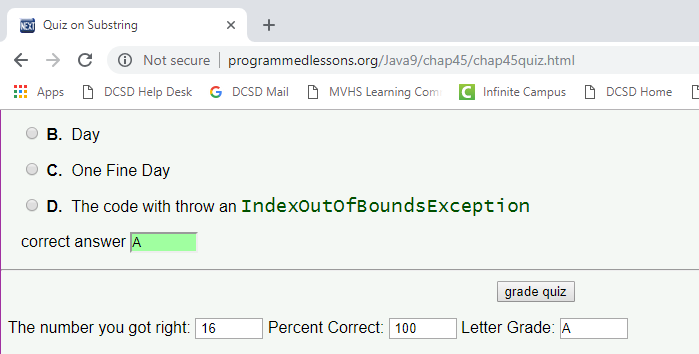 NEXT Quiz on Substring
Not secure | programmedlessons.org/Java9/chap45/chap45quiz.html
Apps DCSD Help Desk G DCSD Mail MVHS Learning Com C Infinite Campus DCSD Home
B. Day
C. One Fine Day
D. The code with throw an IndexOutOfBoundsException
correct answer A
grade quiz
The number you got right: 16 Percent Correct: 100 Letter Grade: A